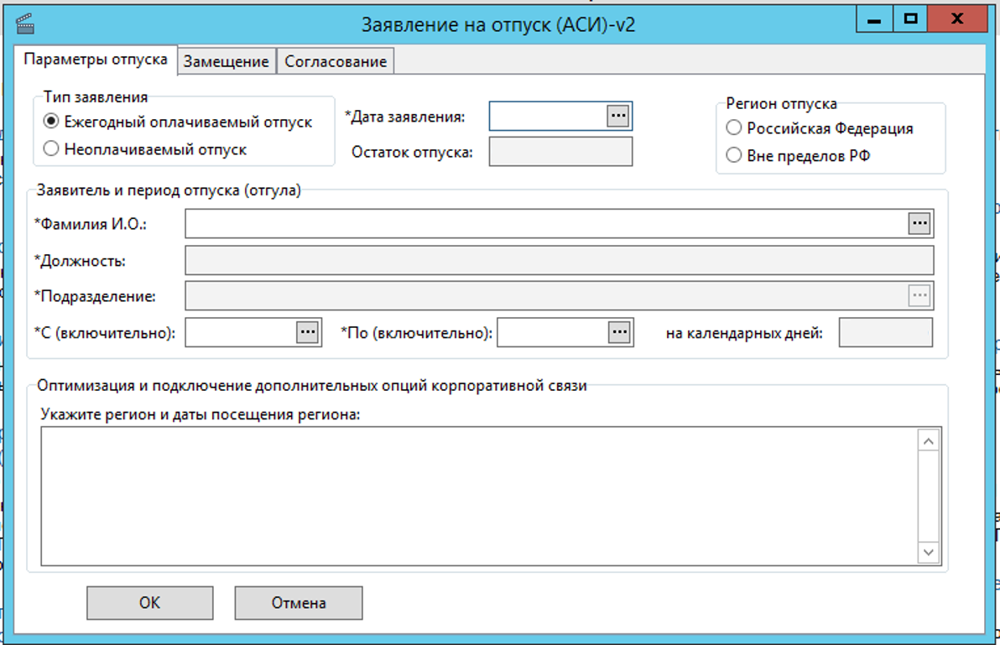 Заявление на отпуск (АСИ)-v2
Параметры отпуска Замещение Согласование
Тип заявления
Ежегодный оплачиваемый отпуск
Неоплачиваемый отпуск
*Дата заявления:
Остаток отпуска:
Регион отпуска
Российская Федерация
Вне пределов РФ
Заявитель и период отпуска (отгула)
*Фамилия И.О.:
*Должность:
*Подразделение:
*С (включительно): *По (включительно): на календарных дней:
Оптимизация и подключение дополнительных опций корпоративной связи
Укажите регион и даты посещения региона:
ОК Отмена